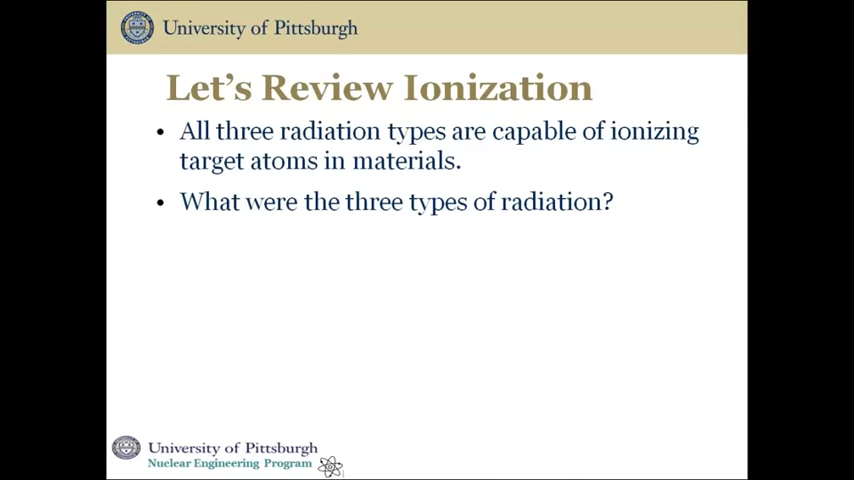 University of Pittsburgh
Let's Review Ionization
• All three radiation types are capable of ionizing
target atoms in materials.
• What were the three types of radiation?
University of Pittsburgh
Nuclear Engineering Program